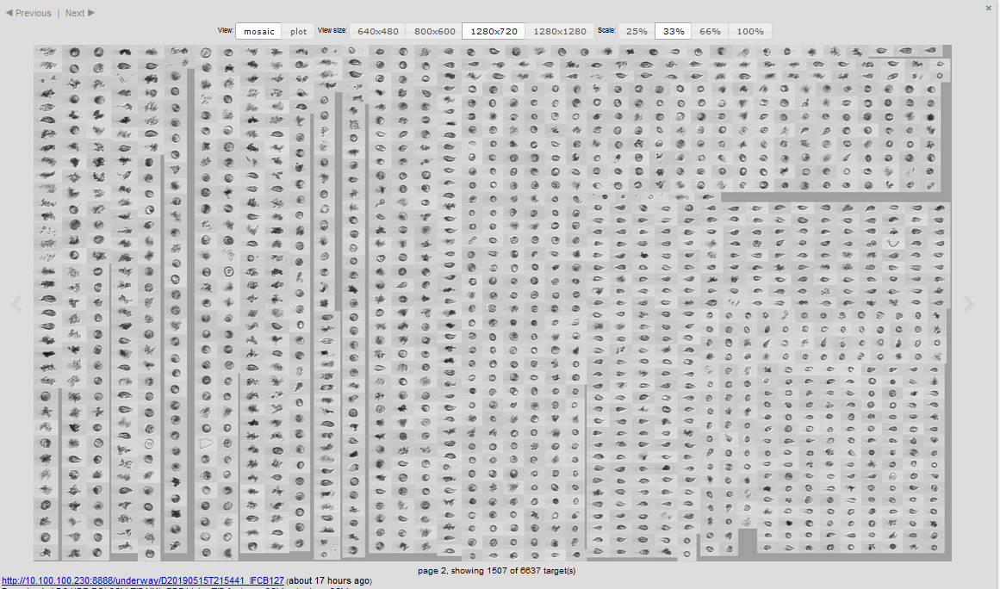 ◀ Previous | Next ▶
View: mosaic plot View size: 640x480 800x600 1280x720 1280x1280 Scale: 25% 33% 66% 100%
page 2, showing 1507 of 6637 target(s)
http://10.100.100.230:8888/underway/D20190515T215441_IFCB127 (about 17 hours ago)